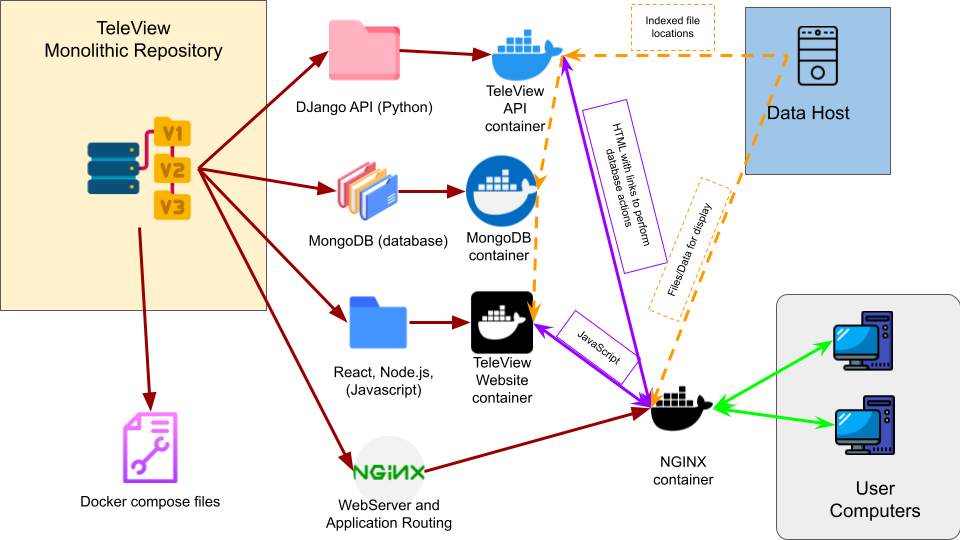 TeleView
Monolithic Repository
V1
V2
V3
Docker compose files
DJango API (Python)
MongoDB (database)
React, Node.js,
(Javascript)
NGiNX
WebServer and
Application Routing
TeleView
API
container
MongoDB
container
TeleView
Website
container
Indexed file
locations
HTML with links to perform
database actions
JavaScript
Files/Data for display
NGINX
container
Data Host
User
Computers